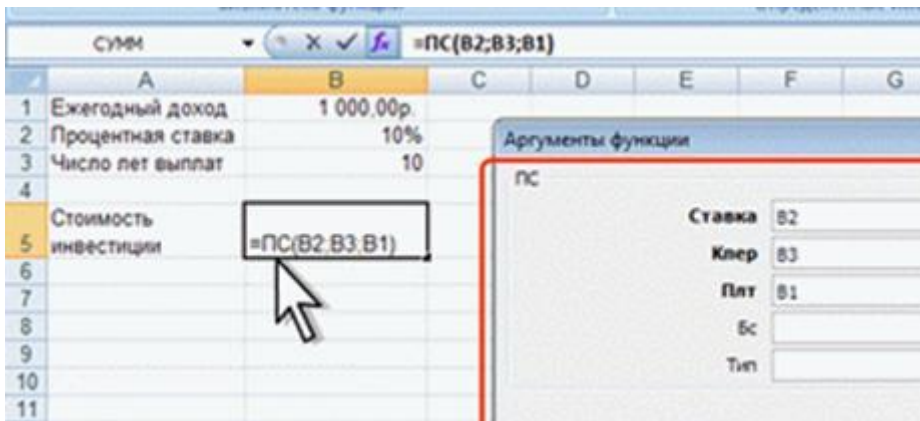 СУММ =ПС(B2;B3;B1)
A B C D E F G
1 Ежегодный доход 1 000,00р.
2 Процентная ставка 10%
3 Число лет выплат 10
4
5 Стоимость инвестиции =ПС(B2;B3;B1)
6
7
8
9
10
11
Аргументы функции
ПС
Ставка B2
Кпер B3
Плт B1
Бс
Тип